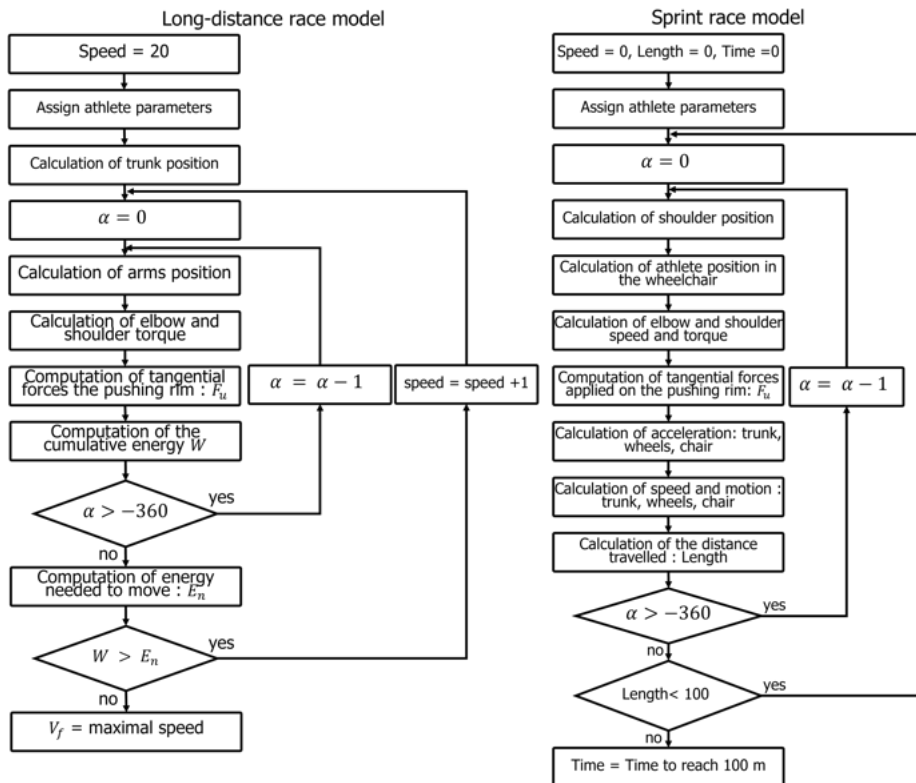 Long-distance race model
Speed = 20
Assign athlete parameters
Calculation of trunk position
α = 0
Calculation of arms position
Calculation of elbow and
shoulder torque
Computation of tangential
forces the pushing rim : F_u
Computation of the
cumulative energy W
α > −360
yes
no
α = α − 1
speed = speed +1
Computation of energy
needed to move : E_n
W > E_n
yes
no
V_f = maximal speed
Sprint race model
Speed = 0, Length = 0, Time =0
Assign athlete parameters
α = 0
Calculation of shoulder position
Calculation of athlete position in
the wheelchair
Calculation of elbow and shoulder
speed and torque
Computation of tangential forces
applied on the pushing rim: F_u
α = α − 1
Calculation of acceleration: trunk,
wheels, chair
Calculation of speed and motion :
trunk, wheels, chair
Calculation of the distance
travelled : Length
α > −360
yes
no
Length< 100
yes
no
Time = Time to reach 100 m